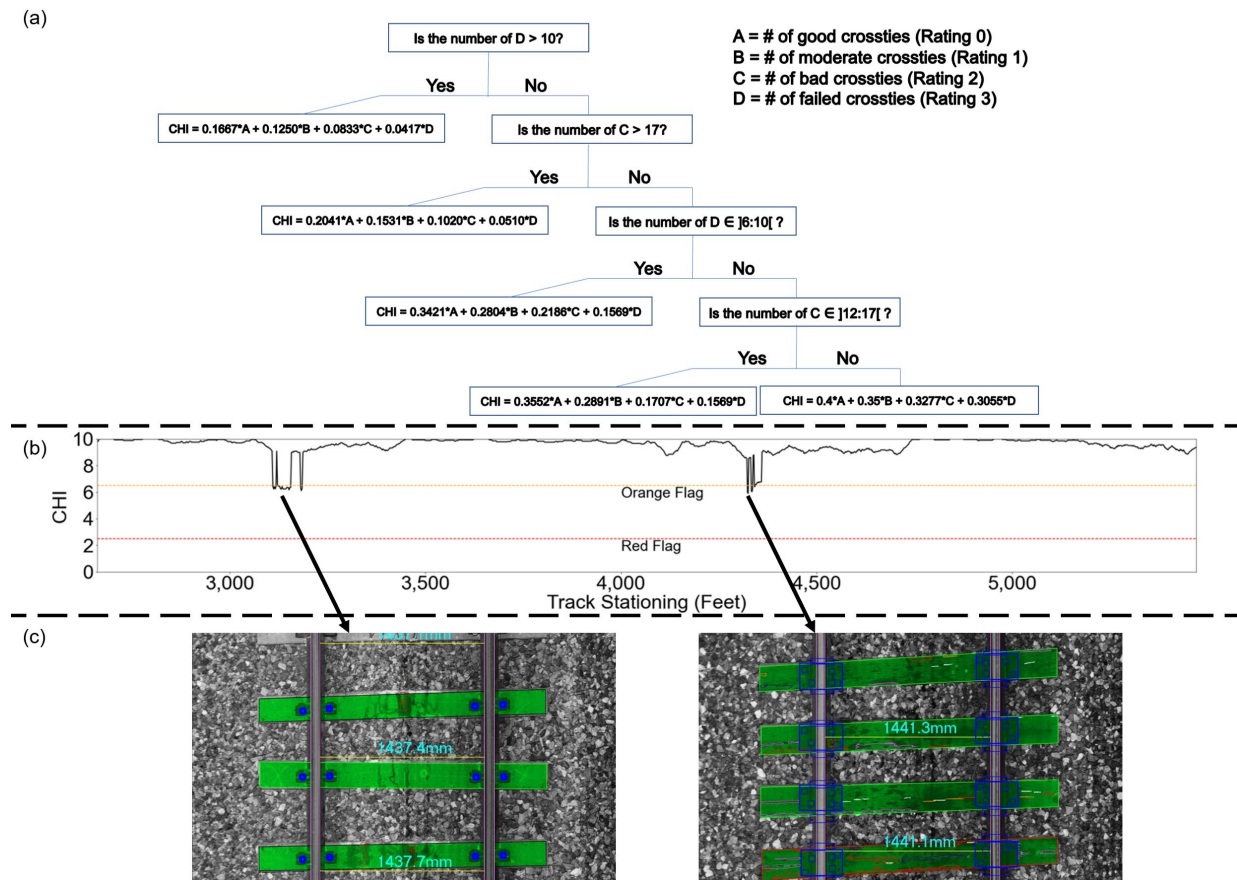 (a)
Is the number of D > 10?
A = # of good crossties (Rating 0)
B = # of moderate crossties (Rating 1)
C = # of bad crossties (Rating 2)
D = # of failed crossties (Rating 3)
Yes No
CHI = 0.1667*A + 0.1250*B + 0.0833*C + 0.0417*D
Is the number of C > 17?
Yes No
CHI = 0.2041*A + 0.1531*B + 0.1020*C + 0.0510*D
Is the number of D ∈ ]6:10[ ?
Yes No
CHI = 0.3421*A + 0.2804*B + 0.2186*C + 0.1569*D
Is the number of C ∈ ]12:17[ ?
Yes No
CHI = 0.3552*A + 0.2891*B + 0.1707*C + 0.1569*D
CHI = 0.4*A + 0.35*B + 0.3277*C + 0.3055*D
(b)
CHI
10
8
6
4
2
0
Orange Flag
Red Flag
3,000 3,500 4,000 4,500 5,000
Track Stationing (Feet)
(c)
1437.1mm
1437.4mm
1437.7mm
1441.3mm
1441.1mm